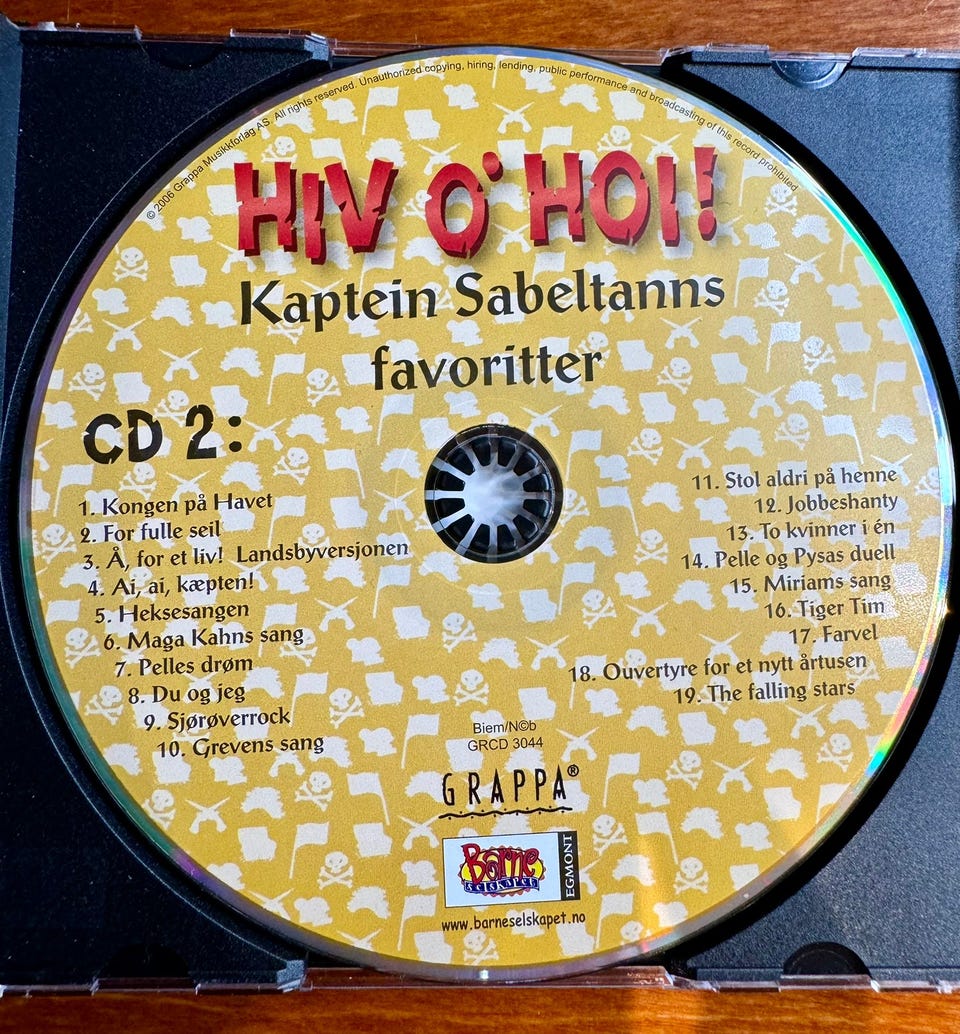 © 2006 Grappa Musikkforlag AS. All rights reserved. Unauthorized copying, hiring, lending, public performance and broadcasting of this record prohibited
HIV O'HOI!
Kaptein Sabeltanns
favoritter
CD 2:
1. Kongen på Havet
2. For fulle seil
3. Å, for et liv! Landsbyversjonen
4. Ai, ai, kæpten!
5. Heksesangen
6. Maga Kahns sang
7. Pelles drøm
8. Du og jeg
9. Sjørøverrock
10. Grevens sang
11. Stol aldri på henne
12. Jobbeshanty
13. To kvinner i én
14. Pelle og Pysas duell
15. Miriams sang
16. Tiger Tim
17. Farvel
18. Ouvertyre for et nytt årtusen
19. The falling stars
Biem/N©b
GRCD 3044
GRAPPA®
Barne
selskapet
EGMONT
www.barneselskapet.no